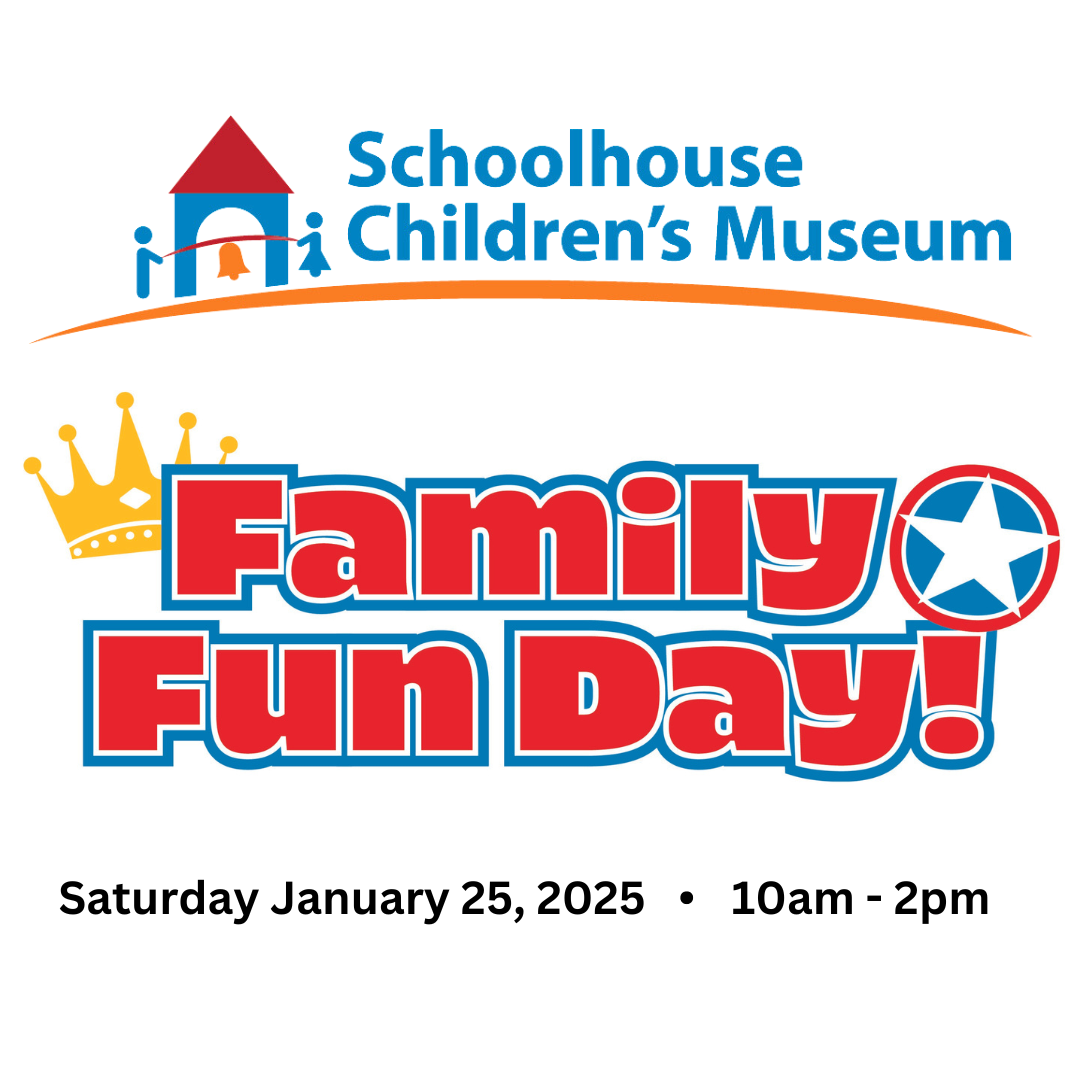 Schoolhouse
Children’s Museum
Family
Fun Day!
Saturday January 25, 2025 • 10am - 2pm